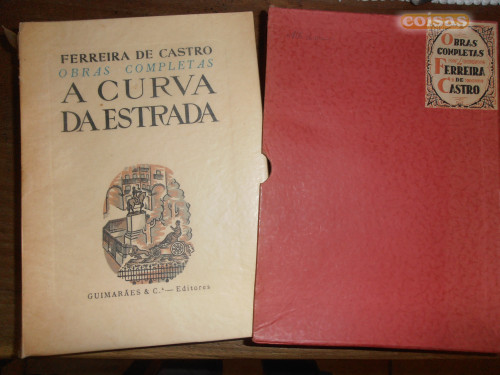 FERREIRA DE CASTRO
OBRAS COMPLETAS
A CURVA
DA ESTRADA
GUIMARÃES & C.ª — Editores
coisas
OBRAS
COMPLETAS
FERREIRA
DE
CASTRO